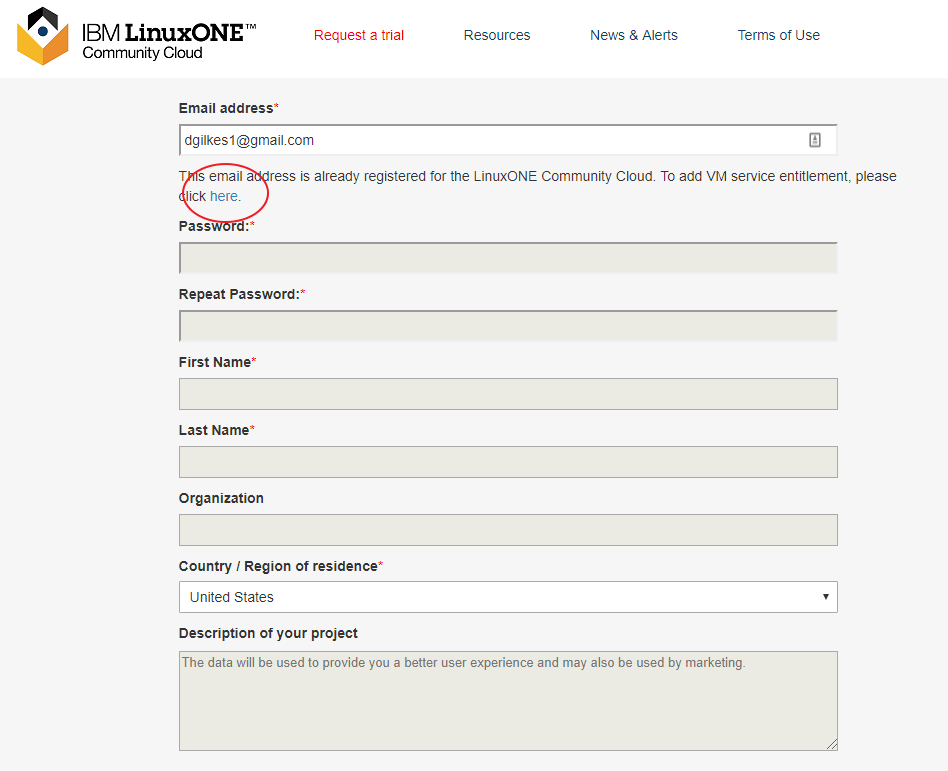 IBM LinuxONE™
Community Cloud
Request a trial
Resources
News & Alerts
Terms of Use
Email address*
dgilkes1@gmail.com
This email address is already registered for the LinuxONE Community Cloud. To add VM service entitlement, please
click here.
Password:*
Repeat Password:*
First Name*
Last Name*
Organization
Country / Region of residence*
United States
Description of your project
The data will be used to provide you a better user experience and may also be used by marketing.